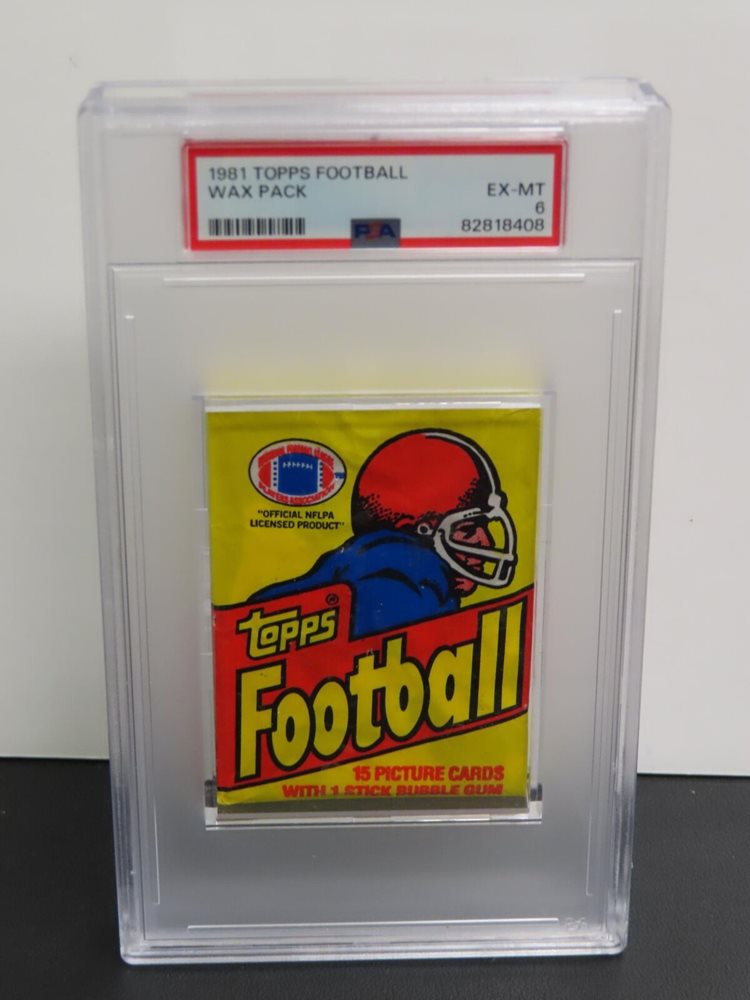 1981 TOPPS FOOTBALL
WAX PACK
EX-MT
6
PSA
82818408
"OFFICIAL NFLPA
LICENSED PRODUCT"
topps®
Football
15 PICTURE CARDS
WITH 1 STICK BUBBLE GUM